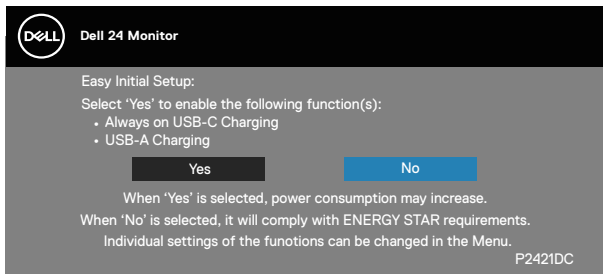 DELL
Dell 24 Monitor
Easy Initial Setup:
Select ‘Yes’ to enable the following function(s):
• Always on USB-C Charging
• USB-A Charging
Yes No
When ‘Yes’ is selected, power consumption may increase.
When ‘No’ is selected, it will comply with ENERGY STAR requirements.
Individual settings of the funotions can be changed in the Menu.
P2421DC